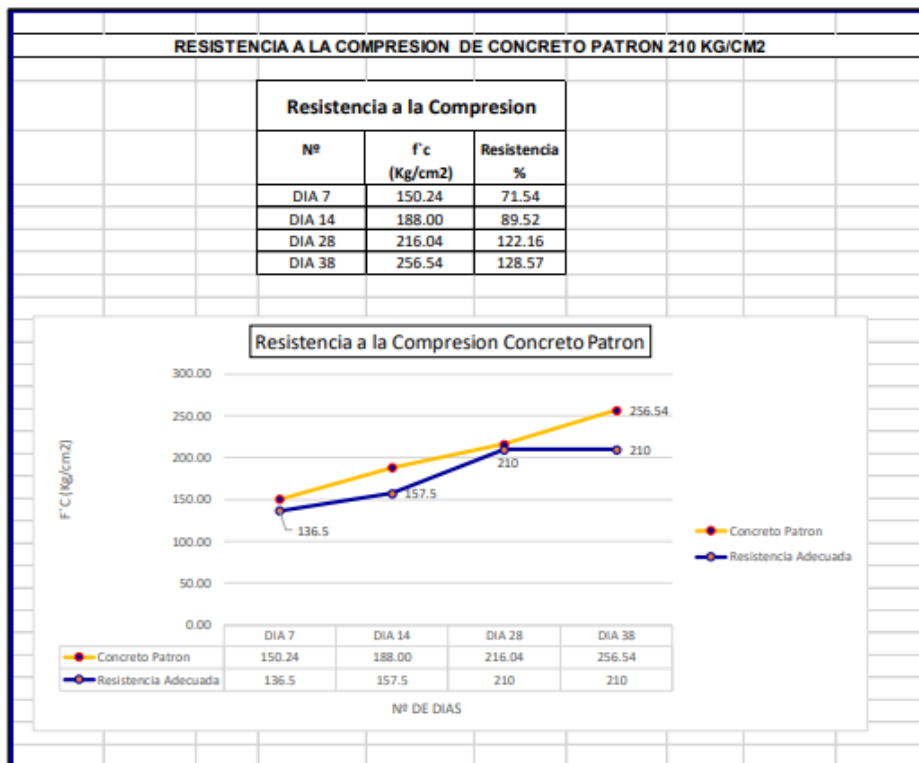 RESISTENCIA A LA COMPRESION DE CONCRETO PATRON 210 KG/CM2
Resistencia a la Compresion
Nº f`c (Kg/cm2) Resistencia %
DIA 7 150.24 71.54
DIA 14 188.00 89.52
DIA 28 216.04 122.16
DIA 38 256.54 128.57
Resistencia a la Compresion Concreto Patron
300.00
250.00
200.00
150.00
100.00
50.00
0.00
F`C (Kg/cm2)
256.54
210
210
157.5
136.5
Concreto Patron
Resistencia Adecuada
DIA 7 DIA 14 DIA 28 DIA 38
Concreto Patron 150.24 188.00 216.04 256.54
Resistencia Adecuada 136.5 157.5 210 210
Nº DE DIAS